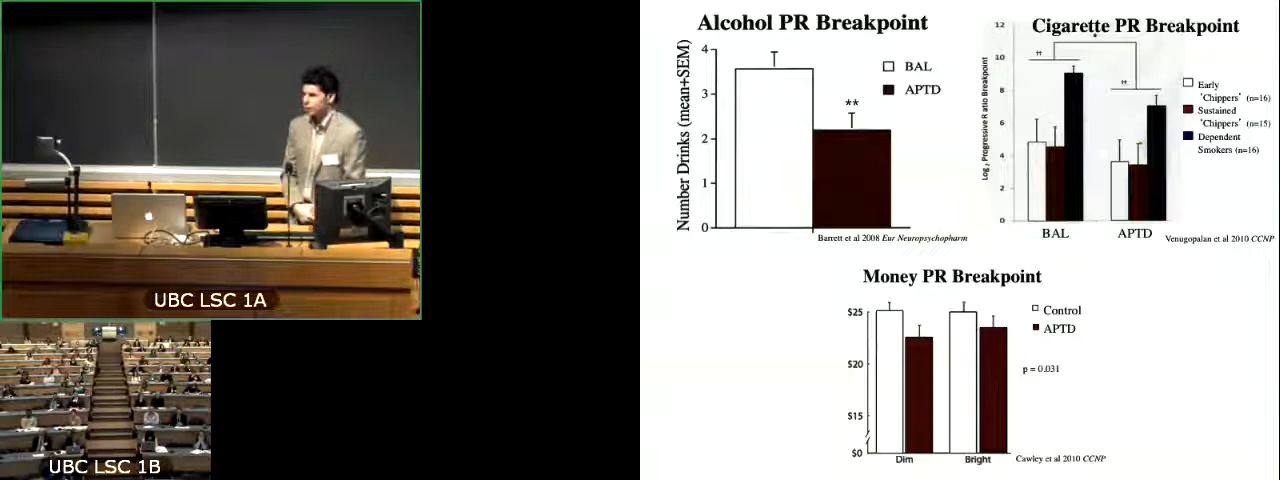 UBC LSC 1A
UBC LSC 1B
Alcohol PR Breakpoint
Number Drinks (mean+SEM)
4
3
2
1
0
**
BAL
APTD
Barrett et al 2008 Eur Neuropsychopharm
Cigarette PR Breakpoint
12
10
8
6
4
2
0
*
††
††
BAL
APTD
Early
'Chippers' (n=16)
Sustained
'Chippers' (n=15)
Dependent
Smokers (n=16)
Venugopalan et al 2010 CCNP
Money PR Breakpoint
$25
$20
$15
$0
Dim
Bright
Control
APTD
p = 0.031
Cawley et al 2010 CCNP